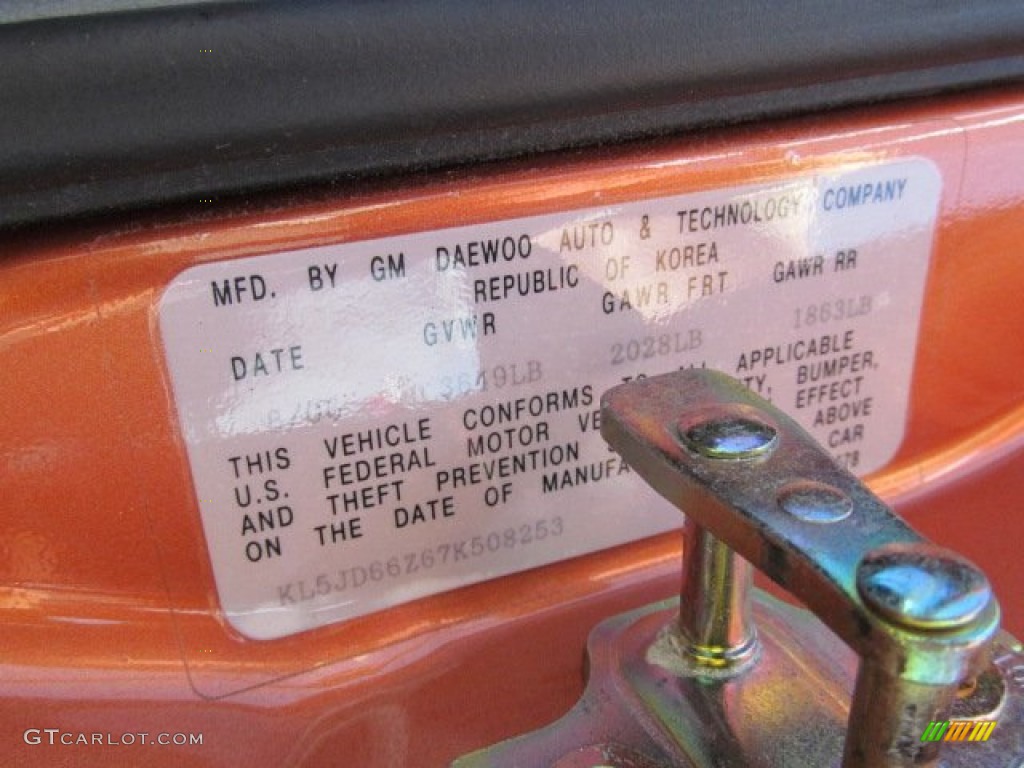 MFD. BY GM DAEWOO AUTO & TECHNOLOGY COMPANY
REPUBLIC OF KOREA
DATE GVWR GAWR FRT GAWR RR
3649LB 2028LB 1863LB
THIS VEHICLE CONFORMS TO ALL APPLICABLE
U.S. FEDERAL MOTOR BUMPER,
AND THEFT PREVENTION EFFECT
ON THE DATE OF ABOVE
CAR
KL5JD66Z67K508253
GTCARLOT.COM